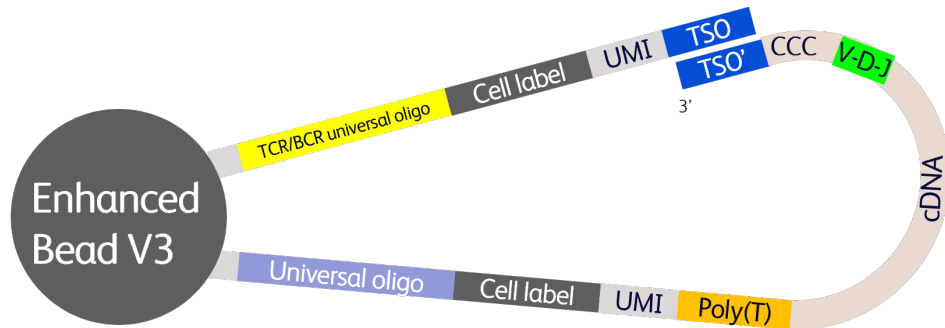 Enhanced
Bead V3
TCR/BCR universal oligo
Cell label
UMI
TSO
TSO’
3’
CCC
V-D-J
cDNA
Universal oligo
Cell label
UMI
Poly(T)